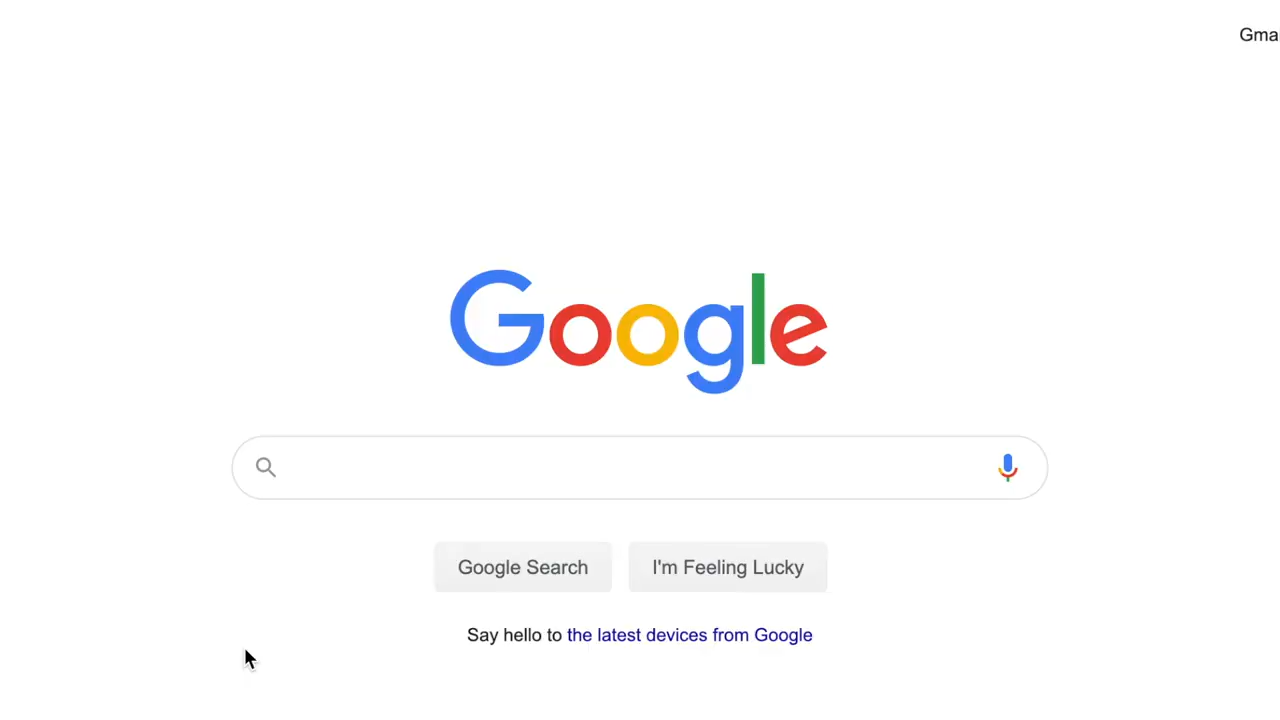 Gma
Google
Google Search
I'm Feeling Lucky
Say hello to the latest devices from Google